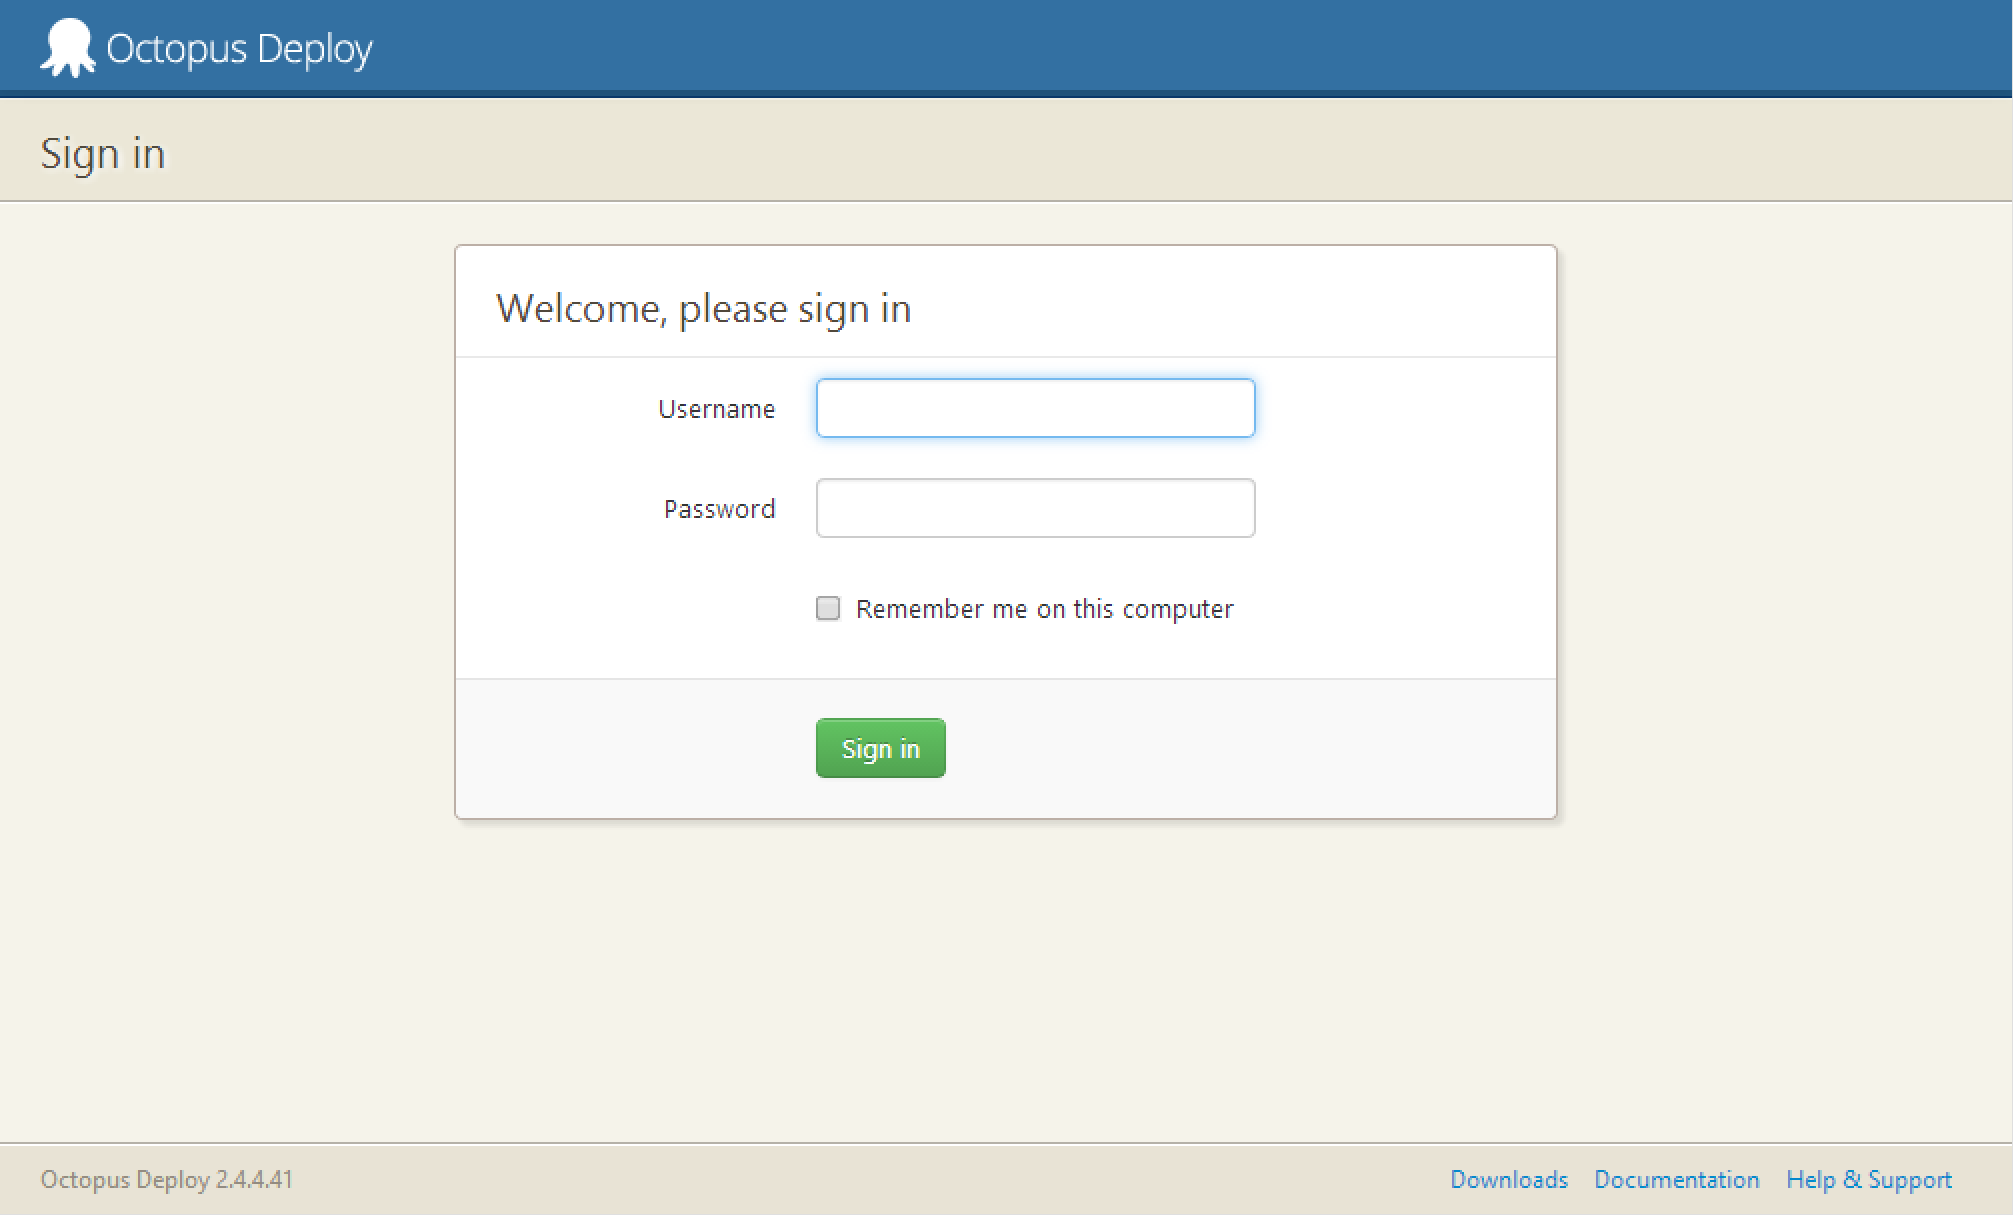 Octopus Deploy
Sign in
Welcome, please sign in
Username
Password
Remember me on this computer
Sign in
Octopus Deploy 2.4.4.41 Downloads Documentation Help & Support